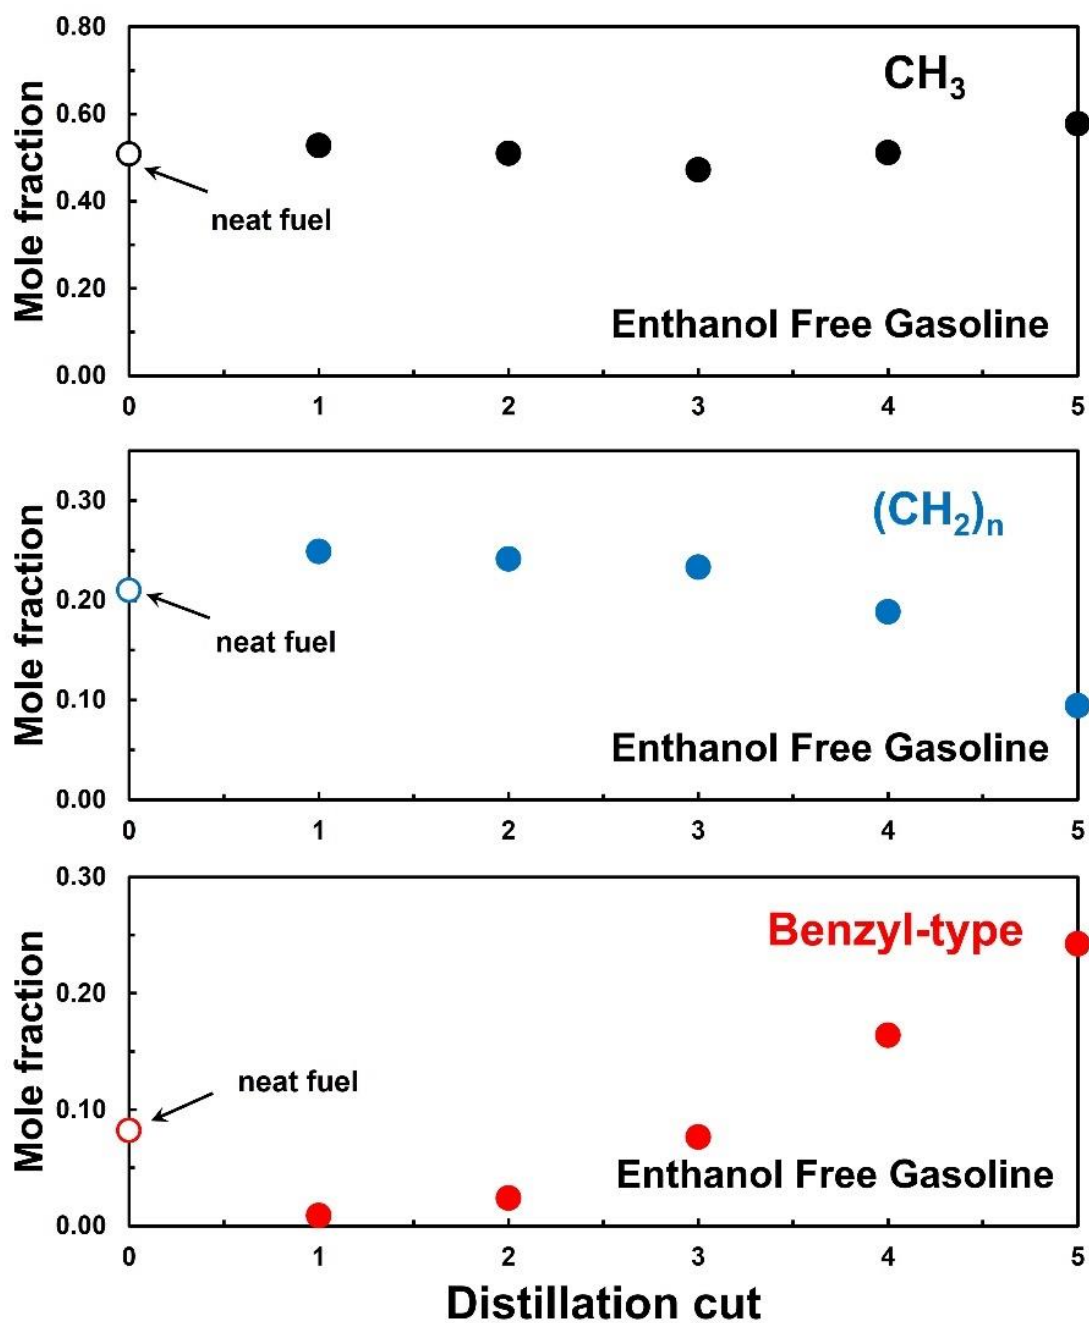 0.80
CH₃
0.60
Mole fraction
0.40
neat fuel
0.20
Enthanol Free Gasoline
0.00
0 1 2 3 4 5
0.30
(CH₂)ₙ
Mole fraction
0.20
neat fuel
0.10
Enthanol Free Gasoline
0.00
0 1 2 3 4 5
0.30
Benzyl-type
0.20
Mole fraction
neat fuel
0.10
Enthanol Free Gasoline
0.00
0 1 2 3 4 5
Distillation cut